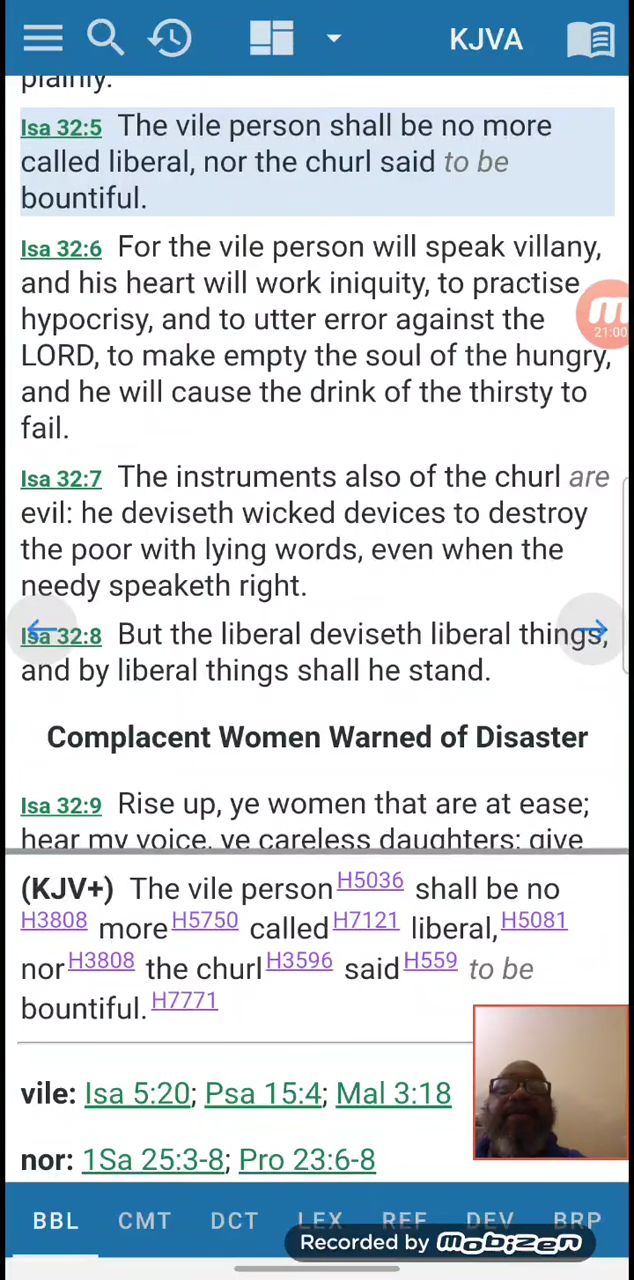 KJVA
plainly.
Isa 32:5 The vile person shall be no more
called liberal, nor the churl said to be
bountiful.
Isa 32:6 For the vile person will speak villany,
and his heart will work iniquity, to practise
hypocrisy, and to utter error against the
LORD, to make empty the soul of the hungry,
and he will cause the drink of the thirsty to
fail.
21:00
Isa 32:7 The instruments also of the churl are
evil: he deviseth wicked devices to destroy
the poor with lying words, even when the
needy speaketh right.
Isa 32:8 But the liberal deviseth liberal things,
and by liberal things shall he stand.
Complacent Women Warned of Disaster
Isa 32:9 Rise up, ye women that are at ease;
hear my voice, ye careless daughters; give
(KJV+) The vile person H5036 shall be no
H3808 more H5750 called H7121 liberal, H5081
nor H3808 the churl H3596 said H559 to be
bountiful. H7771
vile: Isa 5:20; Psa 15:4; Mal 3:18
nor: 1Sa 25:3-8; Pro 23:6-8
BBL CMT DCT LEX REF DEV BRP
Recorded by mobizen